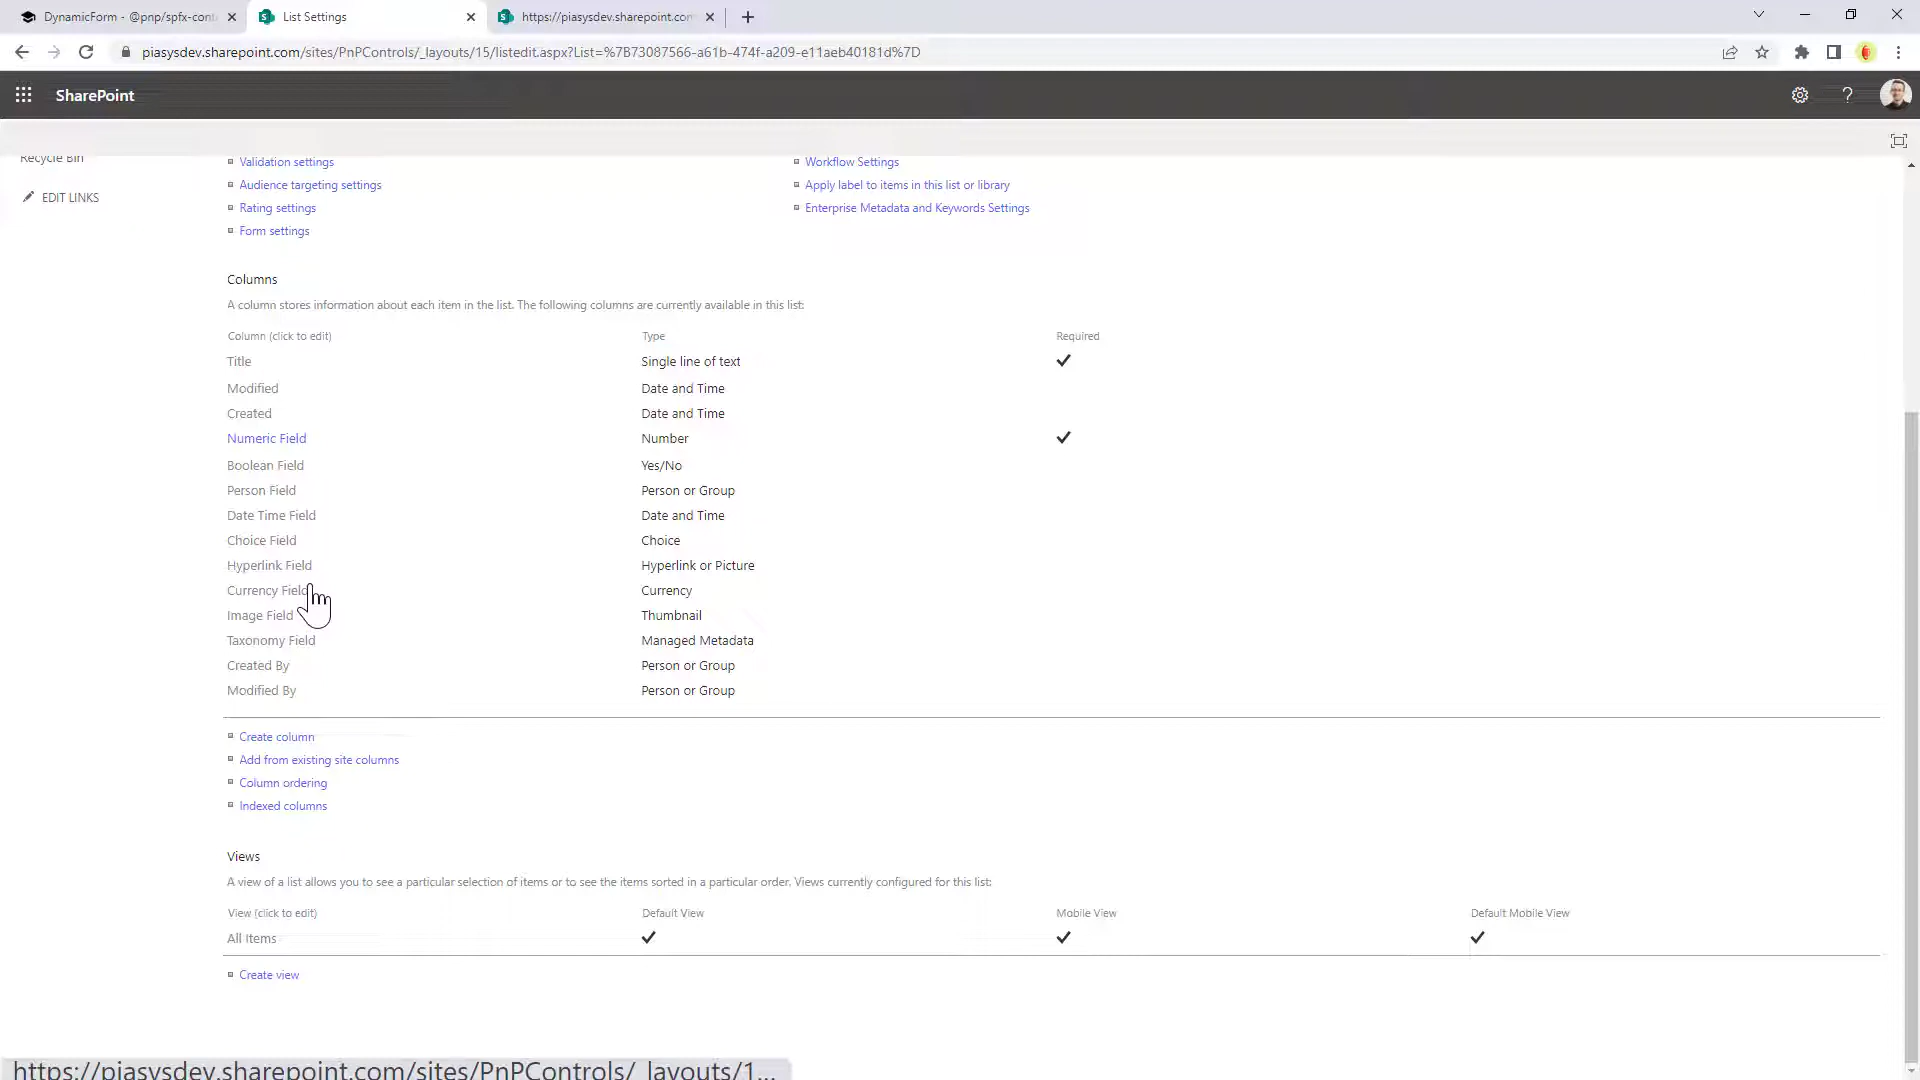 DynamicForm - @pnp/spfx-cont
List Settings
https://piasysdev.sharepoint.com
piasysdev.sharepoint.com/sites/PnPControls/_layouts/15/listedit.aspx?List=%7B73087566-a61b-474f-a209-e11aeb40181d%7D
SharePoint
Recycle Bin
EDIT LINKS
Validation settings
Workflow Settings
Audience targeting settings
Apply label to items in this list or library
Rating settings
Enterprise Metadata and Keywords Settings
Form settings
Columns
A column stores information about each item in the list. The following columns are currently available in this list:
Column (click to edit) Type Required
Title Single line of text
Modified Date and Time
Created Date and Time
Numeric Field Number
Boolean Field Yes/No
Person Field Person or Group
Date Time Field Date and Time
Choice Field Choice
Hyperlink Field Hyperlink or Picture
Currency Field Currency
Image Field Thumbnail
Taxonomy Field Managed Metadata
Created By Person or Group
Modified By Person or Group
Create column
Add from existing site columns
Column ordering
Indexed columns
Views
A view of a list allows you to see a particular selection of items or to see the items sorted in a particular order. Views currently configured for this list:
View (click to edit) Default View Mobile View Default Mobile View
All Items
Create view
https://piasysdev.sharepoint.com/sites/PnPControls/_layouts/1...